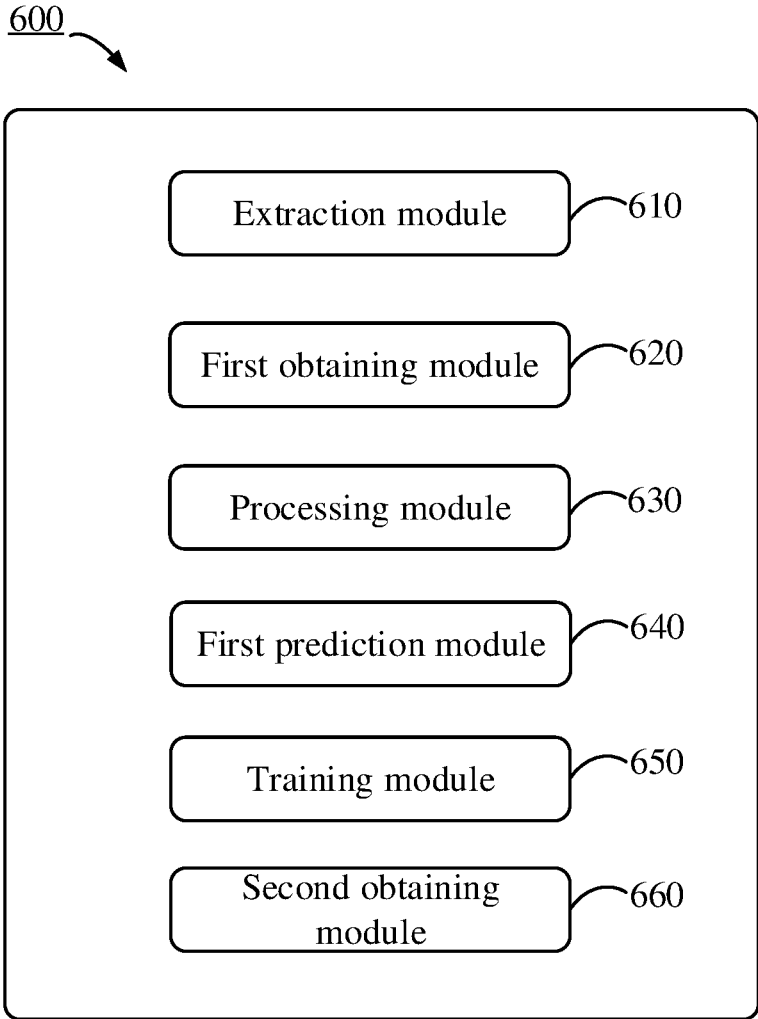 600
Extraction module
610
First obtaining module
620
Processing module
630
First prediction module
640
Training module
650
Second obtaining
module
660